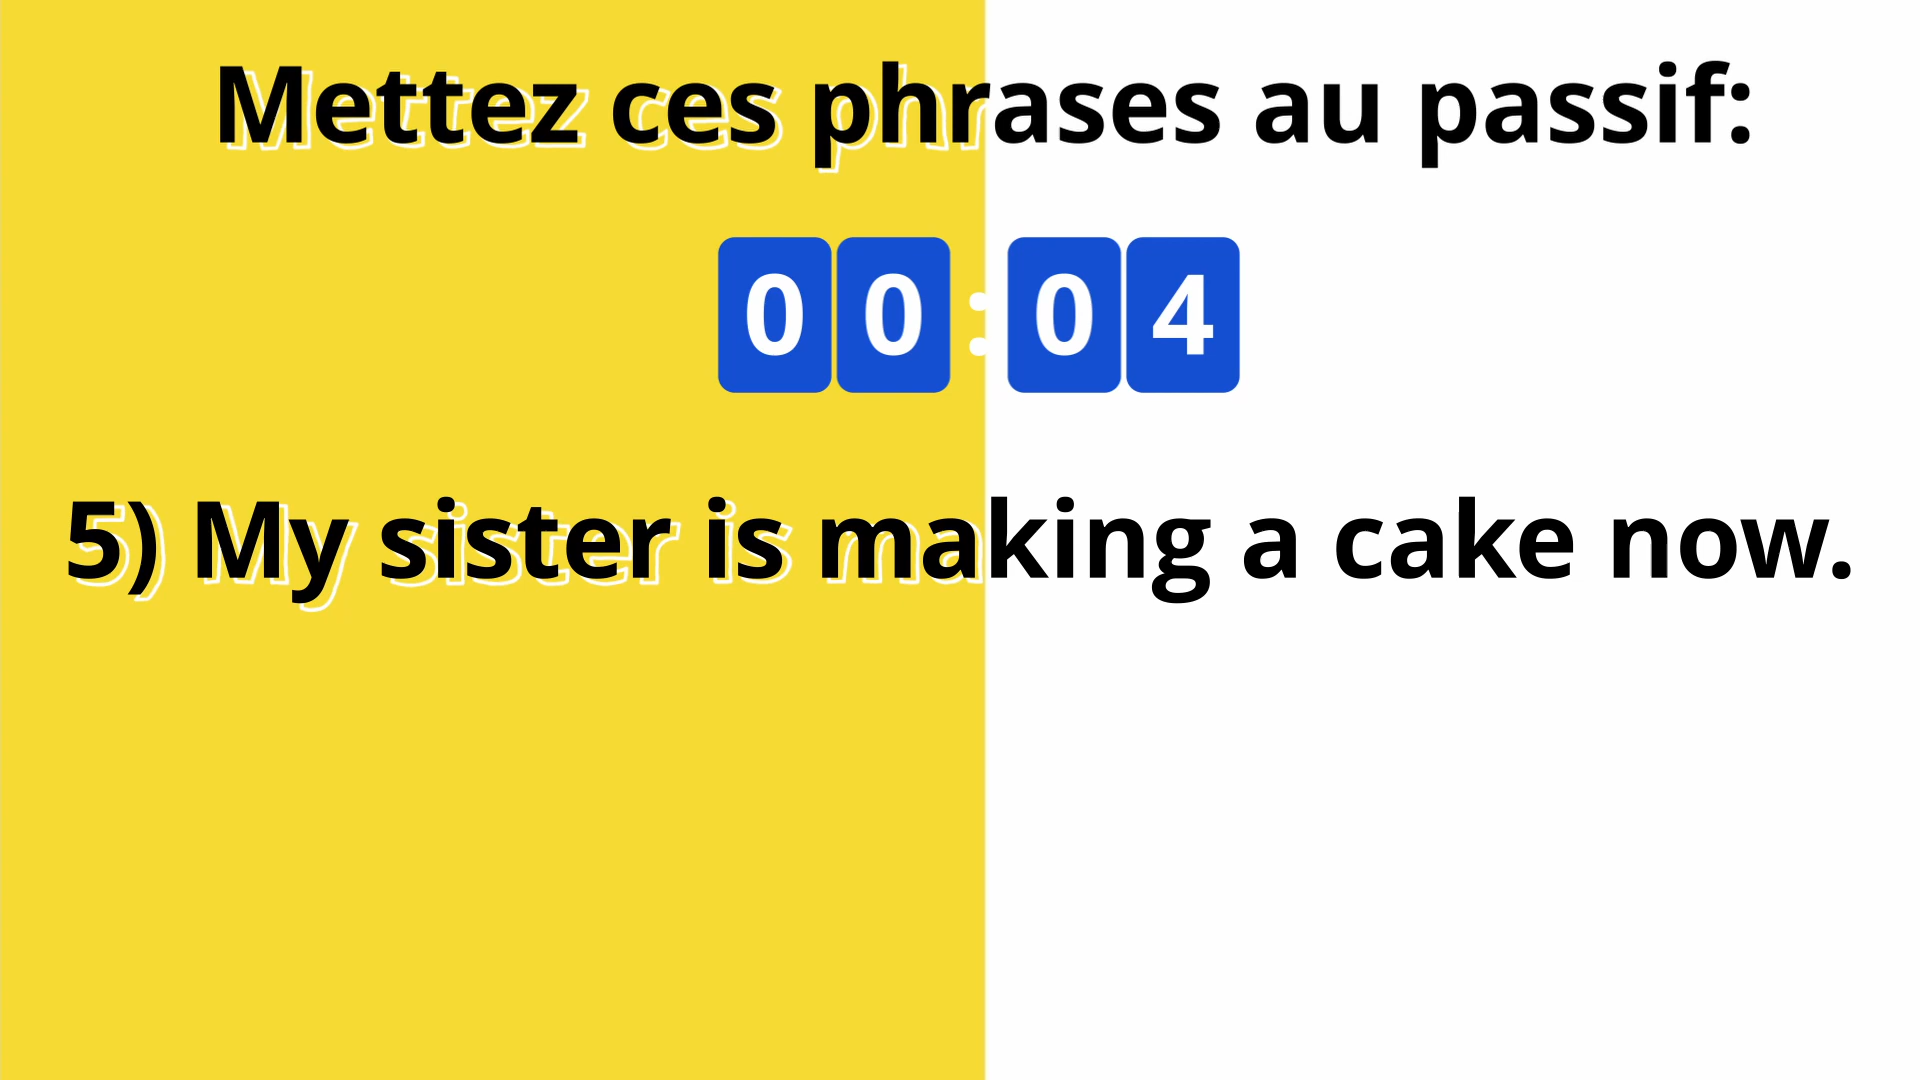 Mettez ces phrases au passif:
00:04
5) My sister is making a cake now.